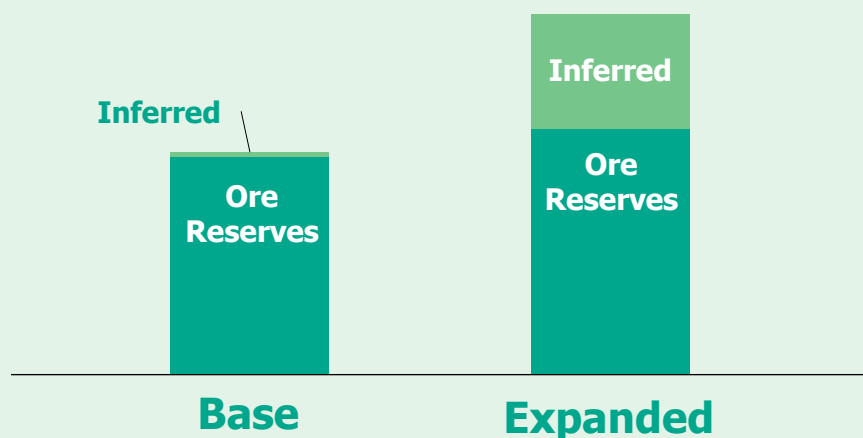 Inferred
Inferred
Ore
Reserves
Ore
Reserves
Base
Expanded